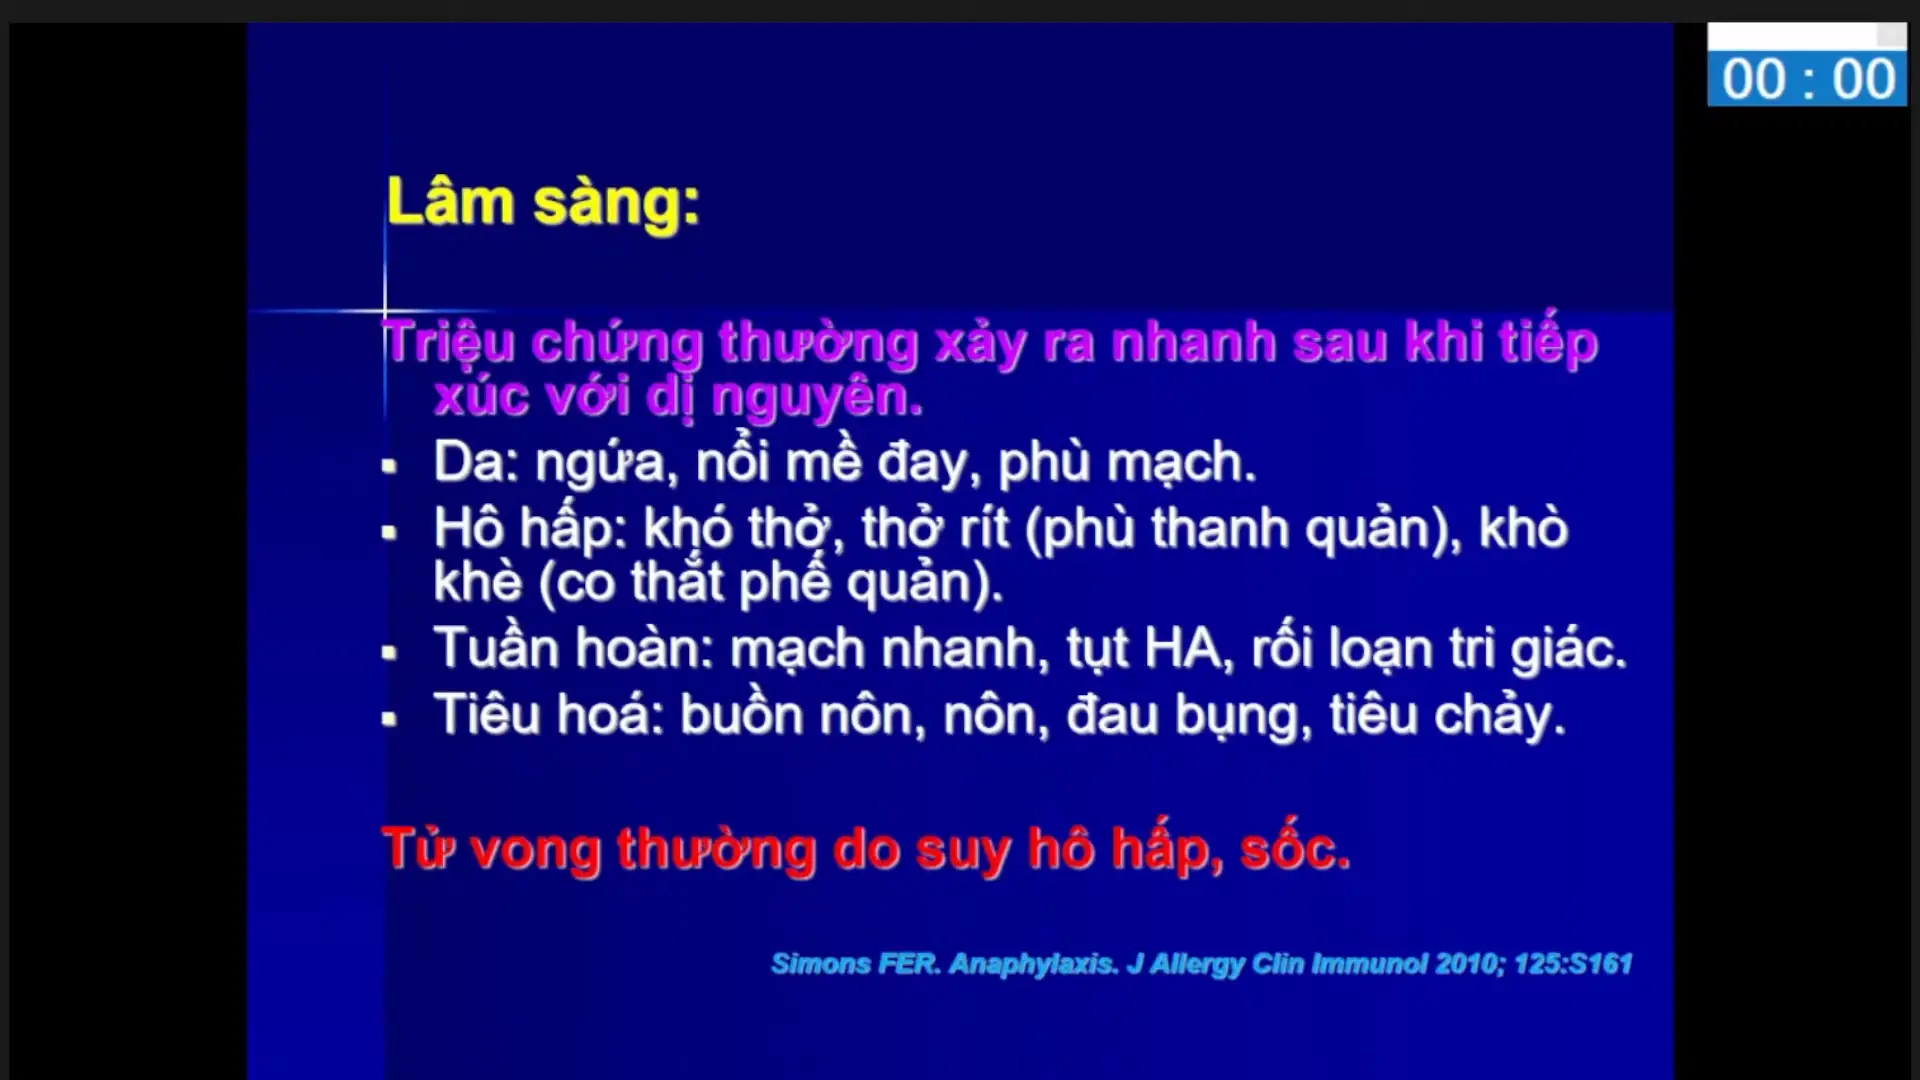 00 : 00
Lâm sàng:
Triệu chứng thường xảy ra nhanh sau khi tiếp
xúc với dị nguyên.
▪ Da: ngứa, nổi mề đay, phù mạch.
▪ Hô hấp: khó thở, thở rít (phù thanh quản), khò
khè (co thắt phế quản).
▪ Tuần hoàn: mạch nhanh, tụt HA, rối loạn tri giác.
▪ Tiêu hoá: buồn nôn, nôn, đau bụng, tiêu chảy.
Tử vong thường do suy hô hấp, sốc.
Simons FER. Anaphylaxis. J Allergy Clin Immunol 2010; 125:S161